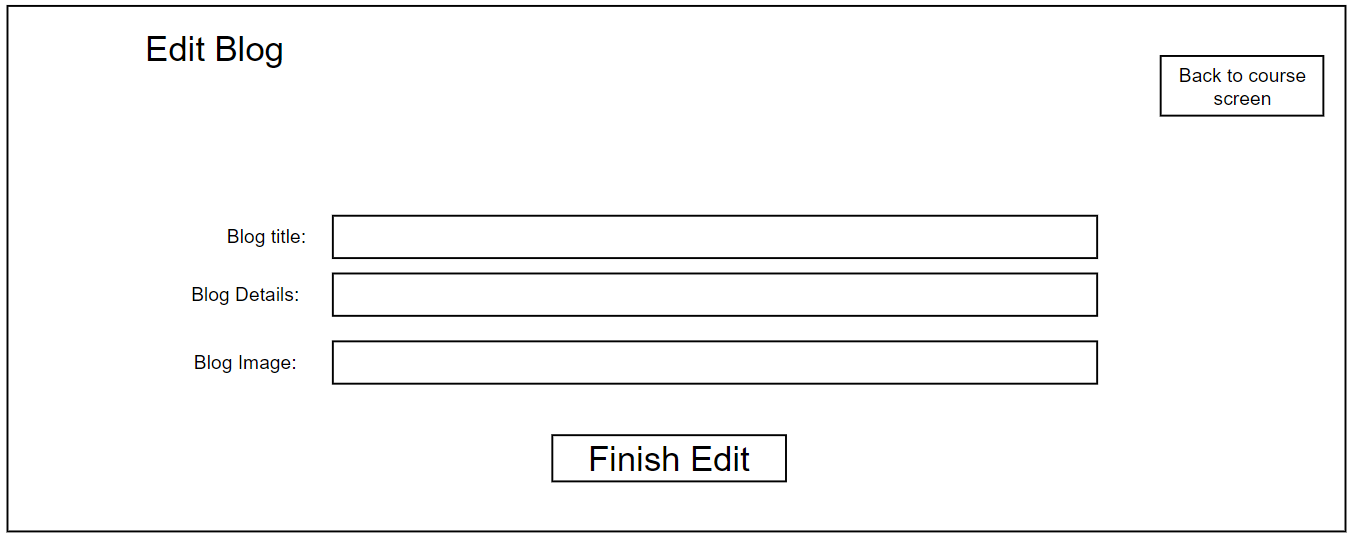 Edit Blog
Back to course
screen
Blog title:
Blog Details:
Blog Image:
Finish Edit